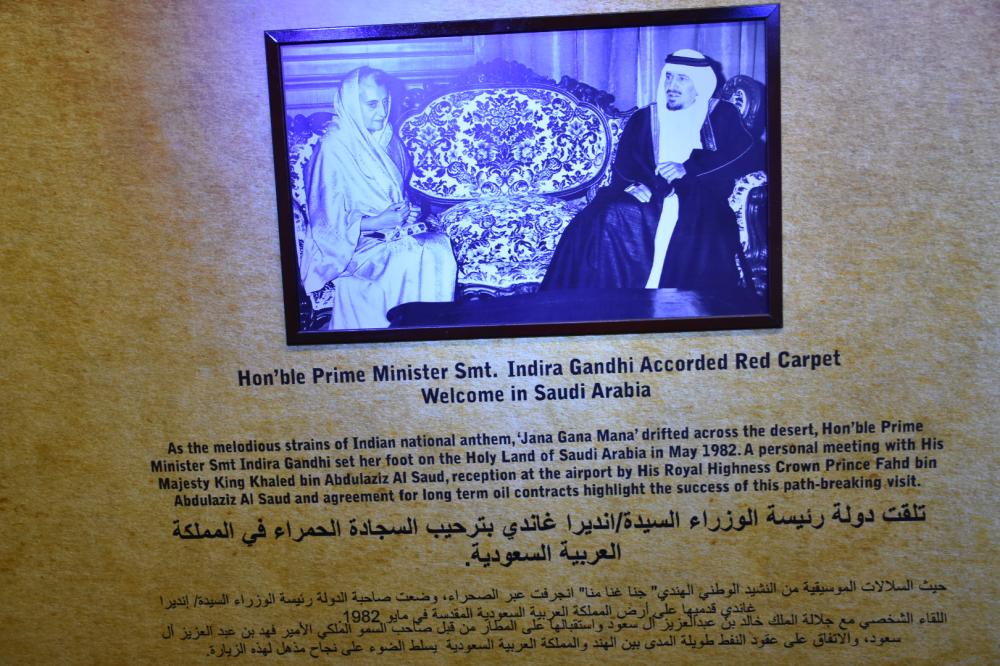 Hon'ble Prime Minister Smt. Indira Gandhi Accorded Red Carpet
Welcome in Saudi Arabia
As the melodious strains of Indian national anthem, 'Jana Gana Mana' drifted across the desert, Hon'ble Prime
Minister Smt Indira Gandhi set her foot on the Holy Land of Saudi Arabia in May 1982. A personal meeting with His
Majesty King Khaled bin Abdulaziz Al Saud, reception at the airport by His Royal Highness Crown Prince Fahd bin
Abdulaziz Al Saud and agreement for long term oil contracts highlight the success of this path-breaking visit.
تلقت دولة رئيسة الوزراء السيدة/انديرا غاندي بترحيب السجادة الحمراء في المملكة
العربية السعودية.
حيث السلالات الموسيقية من النشيد الوطني الهندي" جنا غنا منا" انجرفت عبر الصحراء، وضعت صاحبة الدولة رئيسة الوزراء السيدة/ إنديرا
غاندي قدميها على أرض المملكة العربية السعودية المقدسة في مايو 1982
اللقاء الشخصي مع جلالة الملك خالد بن عبدالعزيز آل سعود واستقبالها على المطار من قبل صاحب السمو الملكي الأمير فهد بن عبد العزيز آل
سعود، والاتفاق على عقود النفط طويلة المدى بين الهند والمملكة العربية السعودية يسلط الضوء على نجاح مذهل لهذه الزيارة.